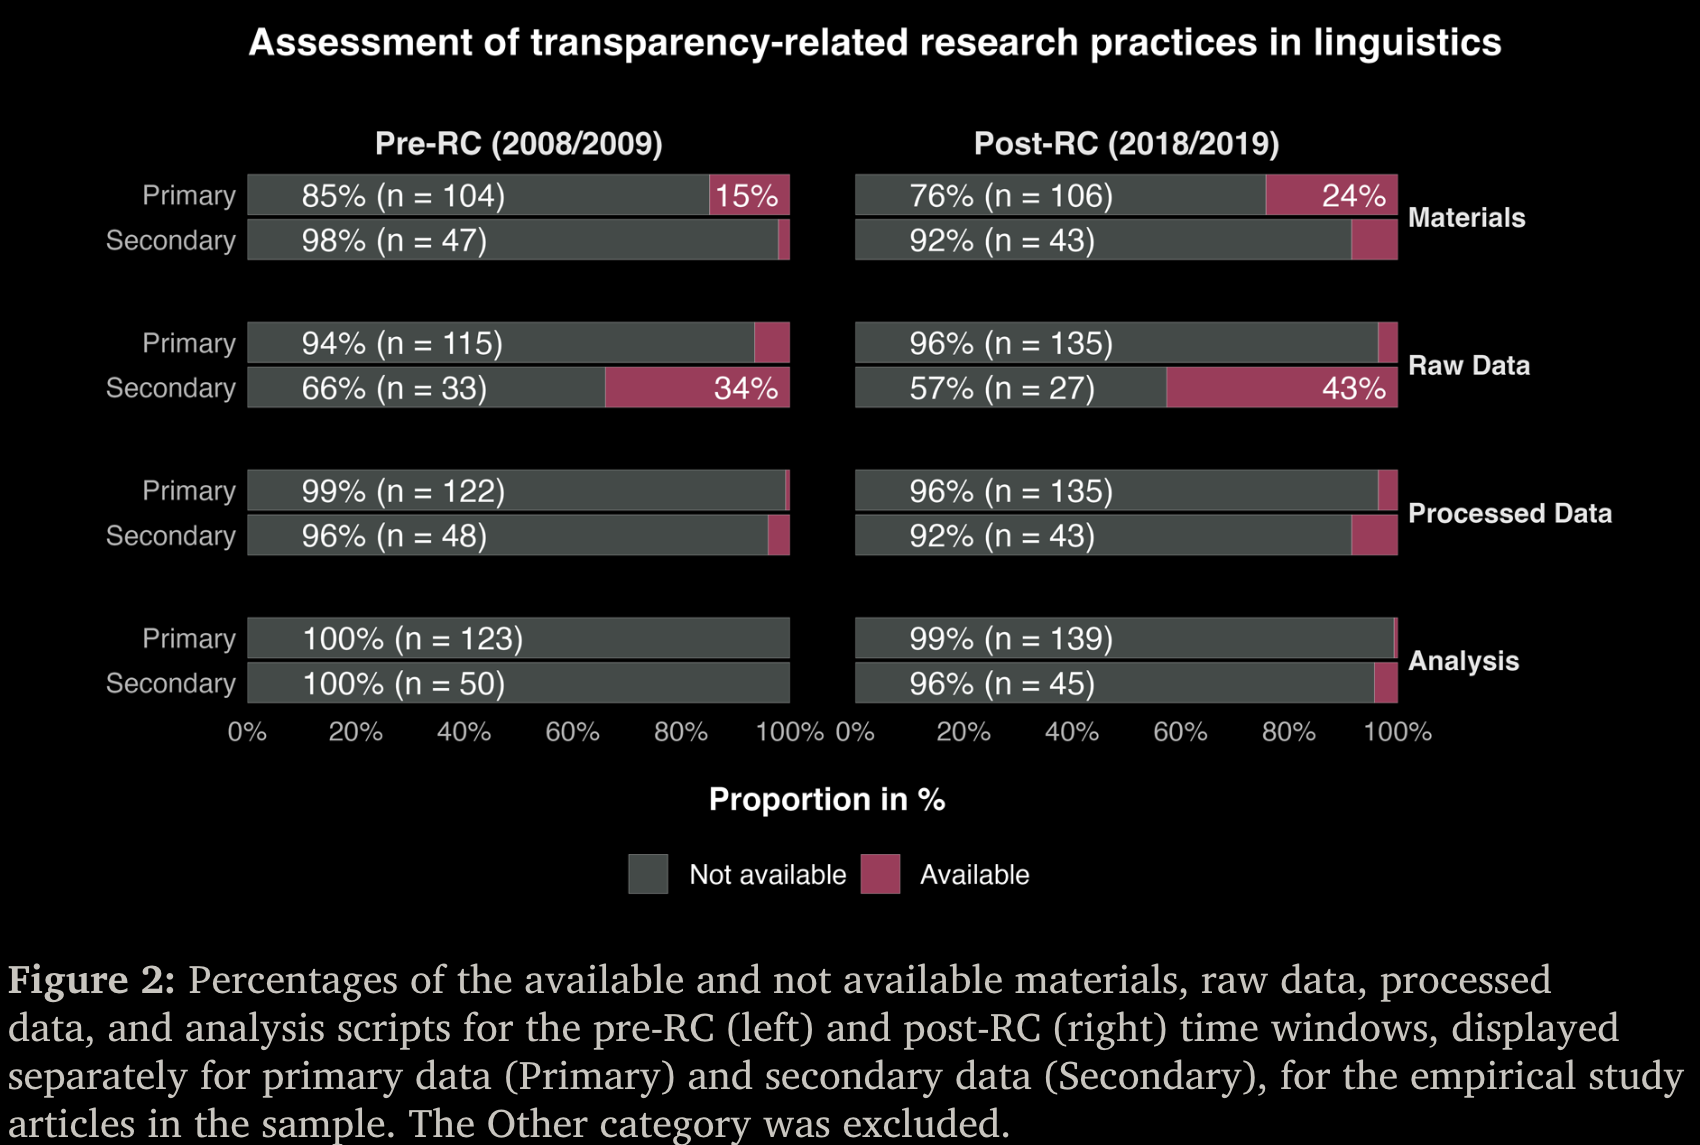 Assessment of transparency-related research practices in linguistics
Pre-RC (2008/2009)
Post-RC (2018/2019)
Primary 85% (n = 104) 15% 76% (n = 106) 24%
Materials
Secondary 98% (n = 47) 92% (n = 43)
Primary 94% (n = 115) 96% (n = 135)
Raw Data
Secondary 66% (n = 33) 34% 57% (n = 27) 43%
Primary 99% (n = 122) 96% (n = 135)
Processed Data
Secondary 96% (n = 48) 92% (n = 43)
Primary 100% (n = 123) 99% (n = 139)
Analysis
Secondary 100% (n = 50) 96% (n = 45)
0% 20% 40% 60% 80% 100% 0% 20% 40% 60% 80% 100%
Proportion in %
Not available Available
Figure 2: Percentages of the available and not available materials, raw data, processed
data, and analysis scripts for the pre-RC (left) and post-RC (right) time windows, displayed
separately for primary data (Primary) and secondary data (Secondary), for the empirical study
articles in the sample. The Other category was excluded.